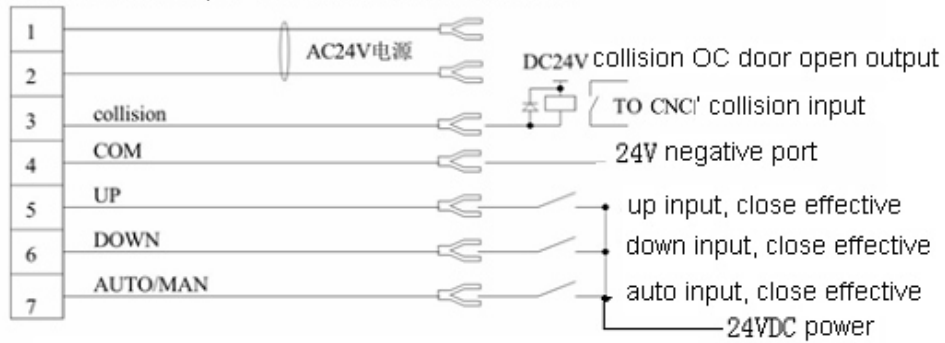 1
AC24V电源
2
DC24V collision OC door open output
3 collision TO CNC' collision input
4 COM 24V negative port
5 UP up input, close effective
6 DOWN down input, close effective
7 AUTO/MAN auto input, close effective
24VDC power